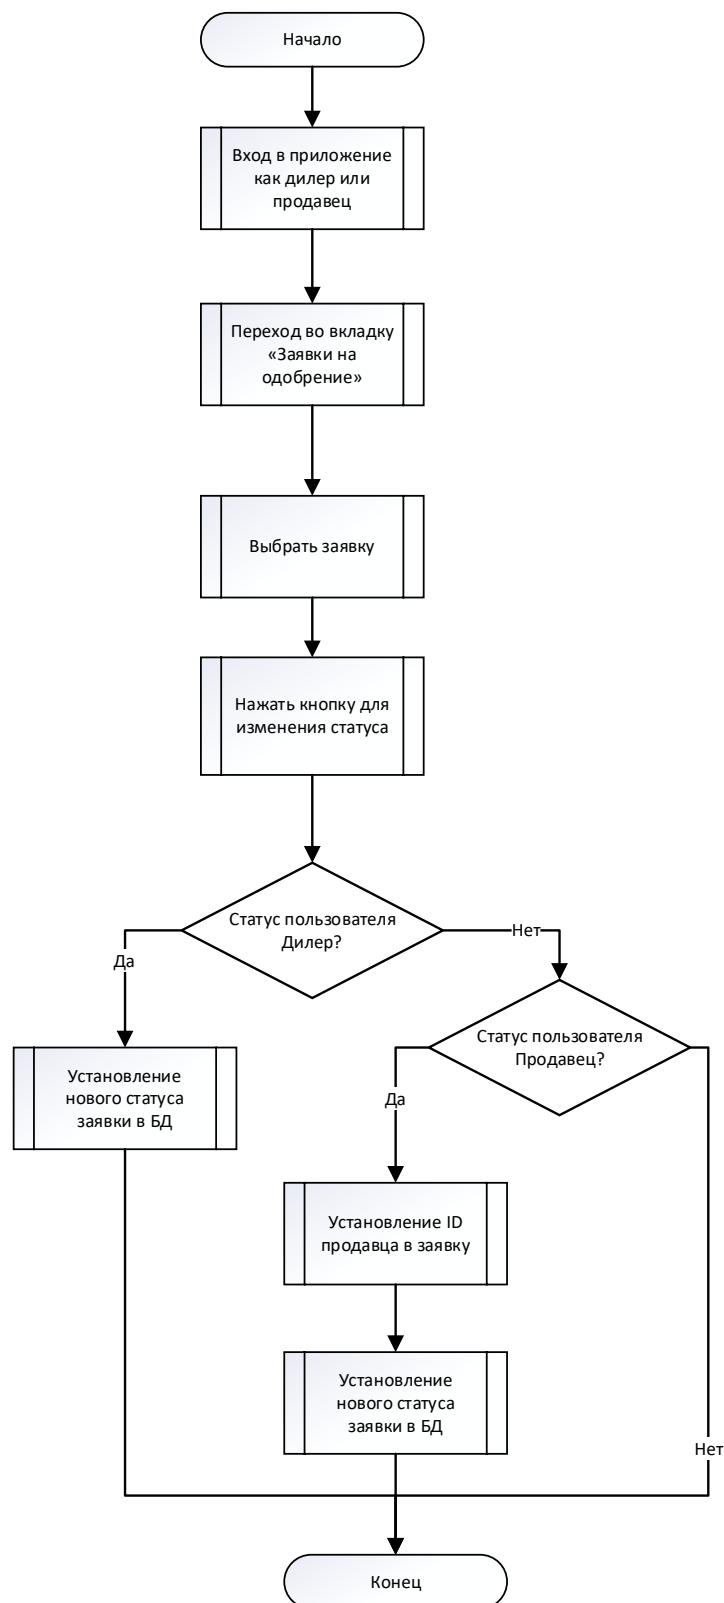 Начало
Вход в приложение
как дилер или
продавец
Переход во вкладку
«Заявки на
одобрение»
Выбрать заявку
Нажать кнопку для
изменения статуса
Статус пользователя
Дилер?
Да
Нет
Установление
нового статуса
заявки в БД
Статус пользователя
Продавец?
Да
Установление ID
продавца в заявку
Установление
нового статуса
заявки в БД
Нет
Конец